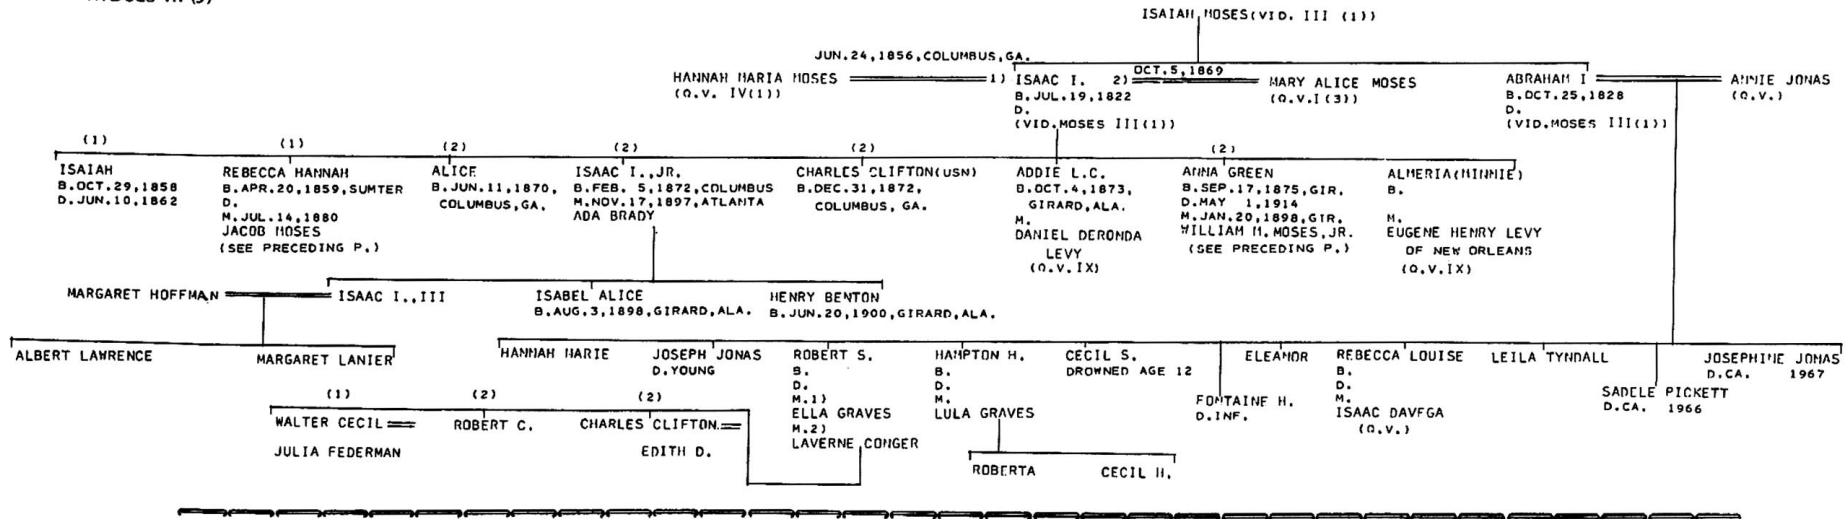 ISAIAH MOSES(VID. III (1))
JUN.24,1856,COLUMBUS,GA.
HANNAH MARIA MOSES 1) ISAAC I. 2) OCT.5,1869 MARY ALICE MOSES ABRAHAM I ANNIE JONAS
(Q.V. IV(1)) B.JUL.19,1822 (Q.V.I(3)) B.OCT.25,1828 (Q.V.)
D. D.
(VID.MOSES III(1)) (VID.MOSES III(1))
(1) (1) (2) (2) (2) (2)
ISAIAH REBECCA HANNAH ALICE ISAAC I.,JR. CHARLES CLIFTON(USN) ADDIE L.C. ANNA GREEN ALMERIA(MINNIE)
B.OCT.29,1858 B.APR.20,1859,SUMTER B.JUN.11,1870, B.FEB. 5,1872,COLUMBUS B.DEC.31,1872, B.OCT.4,1873, B.SEP.17,1875,GIR. B.
D.JUN.10,1862 D. COLUMBUS,GA. M.NOV.17,1897,ATLANTA COLUMBUS, GA. GIRARD,ALA. D.MAY 1,1914
M.JUL.14,1880 ADA BRADY M. M.JAN.20,1898,GIR. M.
JACOB MOSES DANIEL DERONDA WILLIAM M.MOSES,JR. EUGENE HENRY LEVY
(SEE PRECEDING P.) LEVY (SEE PRECEDING P.) OF NEW ORLEANS
(Q.V.IX) (Q.V.IX)
MARGARET HOFFMAN ISAAC I.,III ISABEL ALICE HENRY BENTON
B.AUG.3,1898,GIRARD,ALA. B.JUN.20,1900,GIRARD,ALA.
ALBERT LAWRENCE MARGARET LANIER HANNAH MARIE JOSEPH JONAS ROBERT S. HAMPTON H. CECIL S. ELEANOR REBECCA LOUISE LEILA TYNDALL JOSEPHINE JONAS
D.YOUNG B. B. DROWNED AGE 12 B. D.CA. 1967
D. D. D.
(1) (2) (2) M.1) M. FONTAINE H. M. SADELE PICKETT
WALTER CECIL ROBERT C. CHARLES CLIFTON ELLA GRAVES LULA GRAVES D.INF. ISAAC DAVEGA D.CA. 1966
M.2) (Q.V.)
JULIA FEDERMAN EDITH D. LAVERNE CONGER
ROBERTA CECIL H.